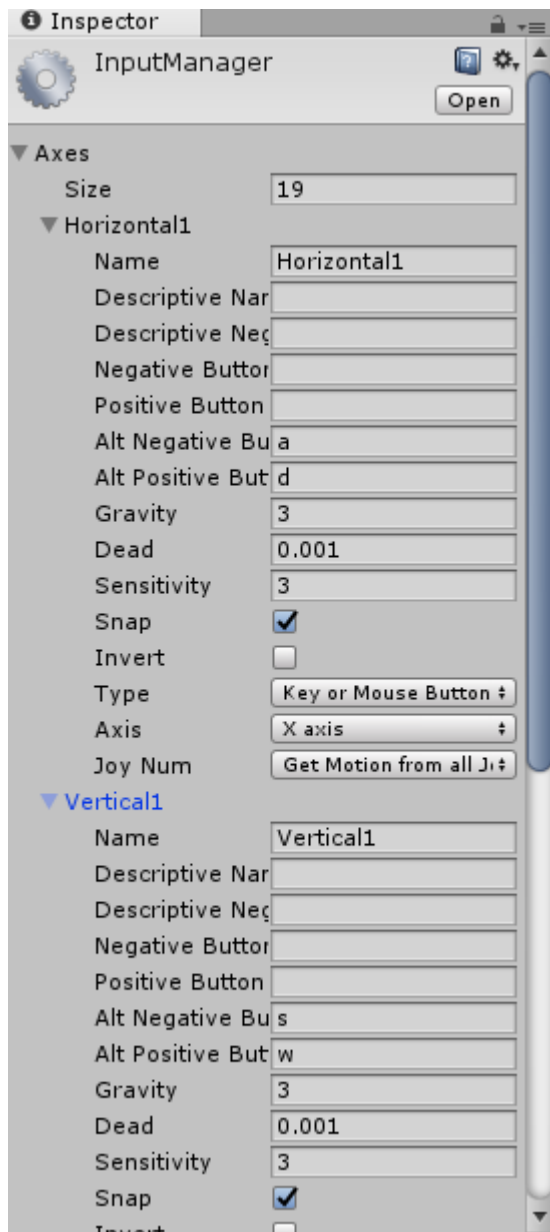 Inspector
InputManager
Open
Axes
Size 19
Horizontal1
Name Horizontal1
Descriptive Nar
Descriptive Neg
Negative Button
Positive Button
Alt Negative Bu a
Alt Positive But d
Gravity 3
Dead 0.001
Sensitivity 3
Snap
Invert
Type Key or Mouse Button
Axis X axis
Joy Num Get Motion from all J
Vertical1
Name Vertical1
Descriptive Nar
Descriptive Neg
Negative Button
Positive Button
Alt Negative Bu s
Alt Positive But w
Gravity 3
Dead 0.001
Sensitivity 3
Snap
Invert